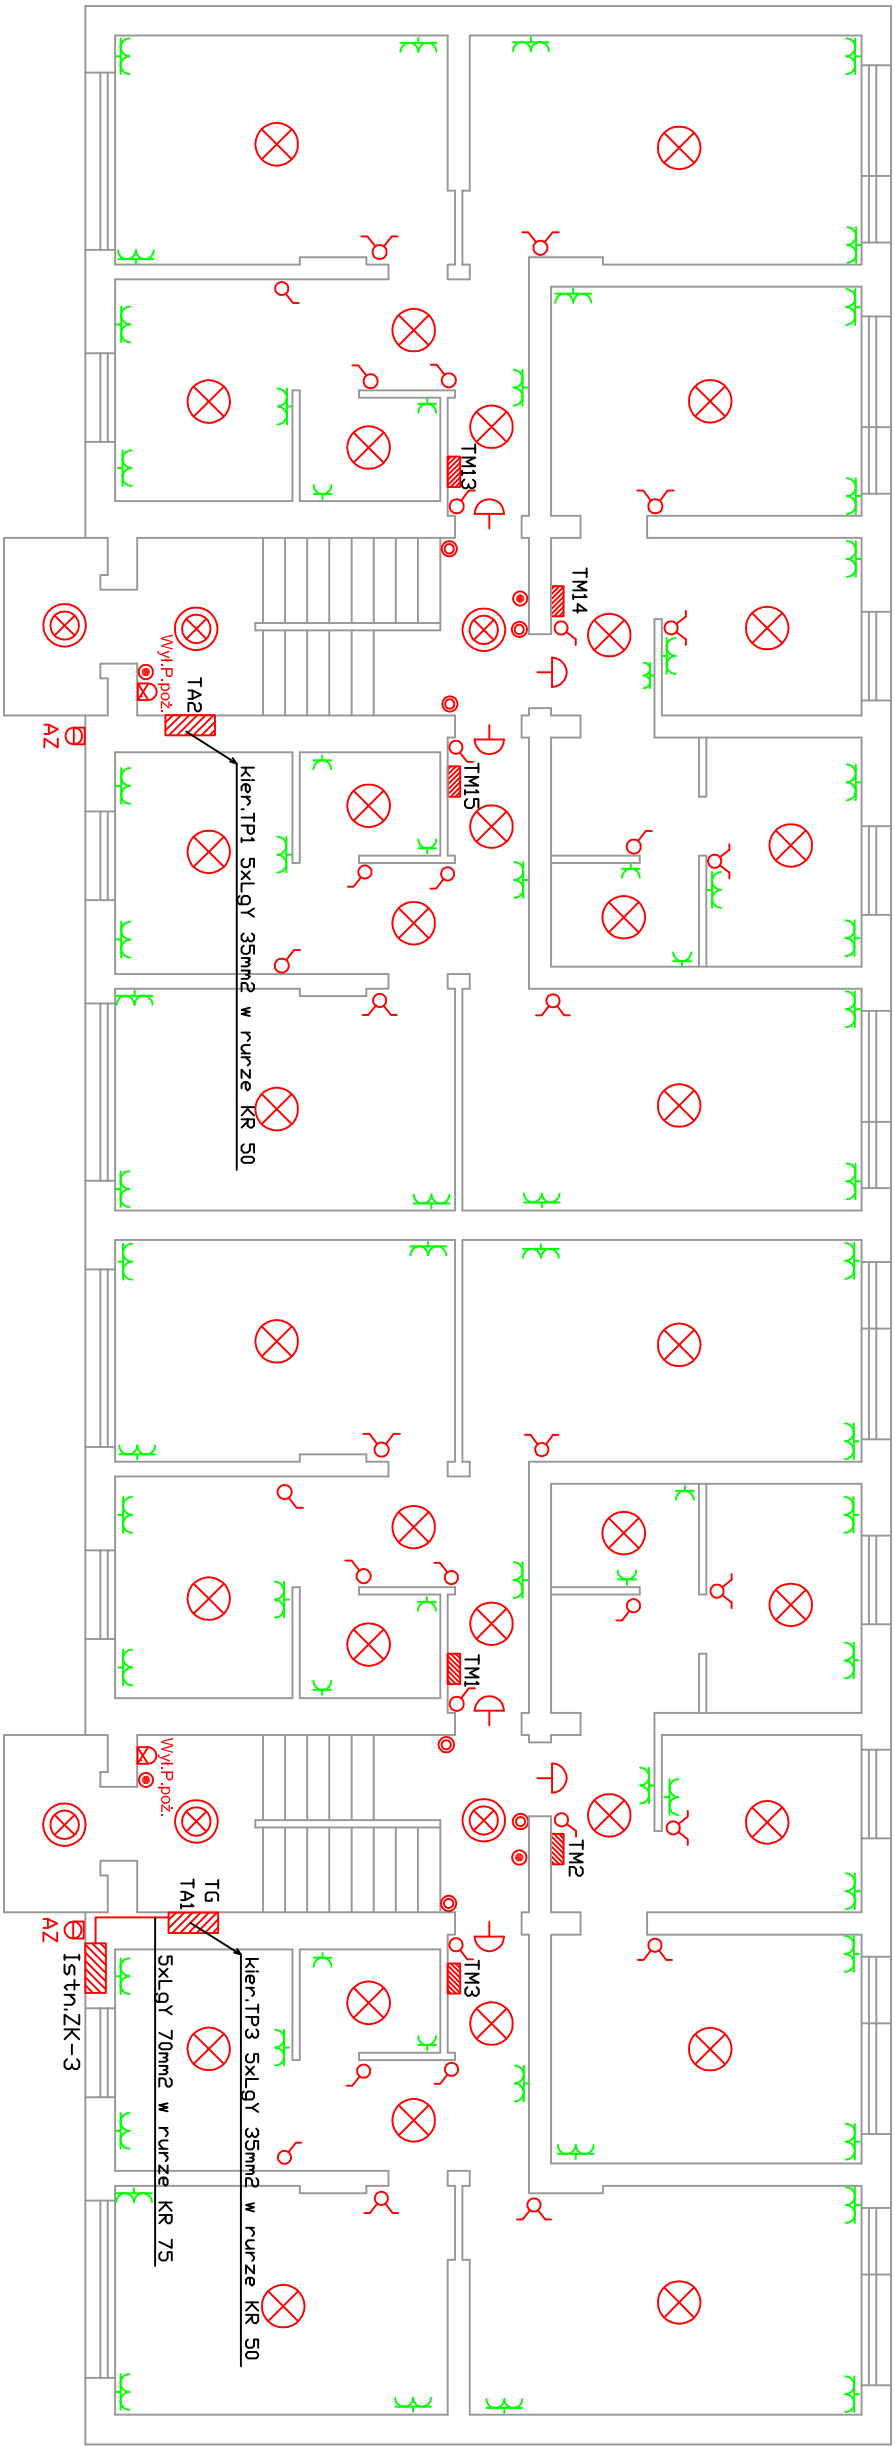 TM13
TM14
Wył.P.poż.
TA2
AZ
TM15
kier.TP1 5xLgY 35mm2 w rurze KR 50
TM1
Wył.P.poż.
TM2
TG
TA1
AZ
TM3
Istn.ZK-3
5xLgY 70mm2 w rurze KR 75
kier.TP3 5xLgY 35mm2 w rurze KR 50